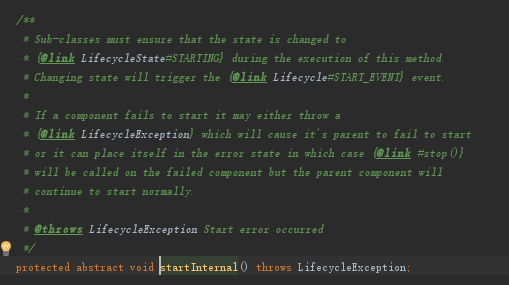 /**
* Sub-classes must ensure that the state is changed to
* {@link LifecycleState#STARTING} during the execution of this method.
* Changing state will trigger the {@link Lifecycle#START_EVENT} event.
*
* If a component fails to start it may either throw a
* {@link LifecycleException} which will cause it's parent to fail to start
* or it can place itself in the error state in which case {@link #stop()}
* will be called on the failed component but the parent component will
* continue to start normally.
*
* @throws LifecycleException Start error occurred
*/
protected abstract void startInternal() throws LifecycleException;